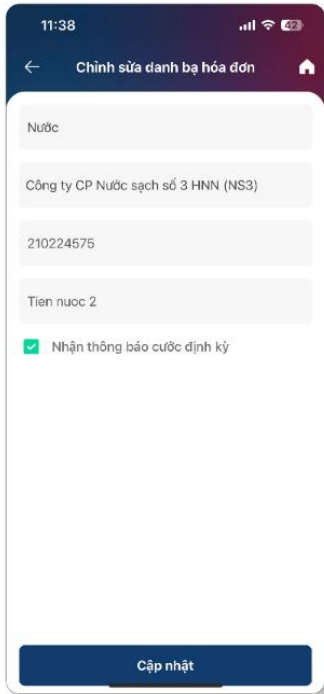 11:38
42
Chỉnh sửa danh bạ hóa đơn
Nước
Công ty CP Nước sạch số 3 HNN (NS3)
210224575
Tien nuoc 2
Nhận thông báo cước định kỳ
Cập nhật